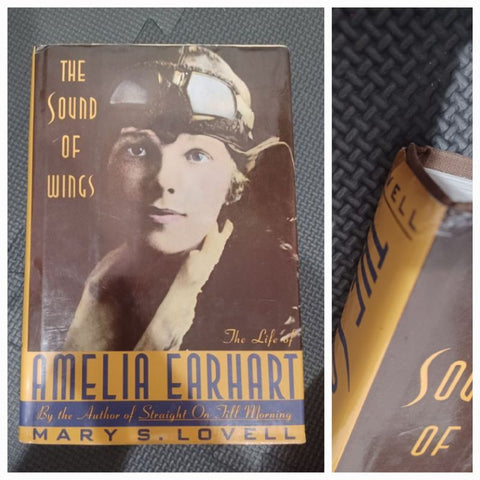 THE
SOUND
OF
WINGS
The Life of
AMELIA EARHART
By the Author of Straight On Till Morning
MARY S. LOVELL
VELL
THE
SOU
OF